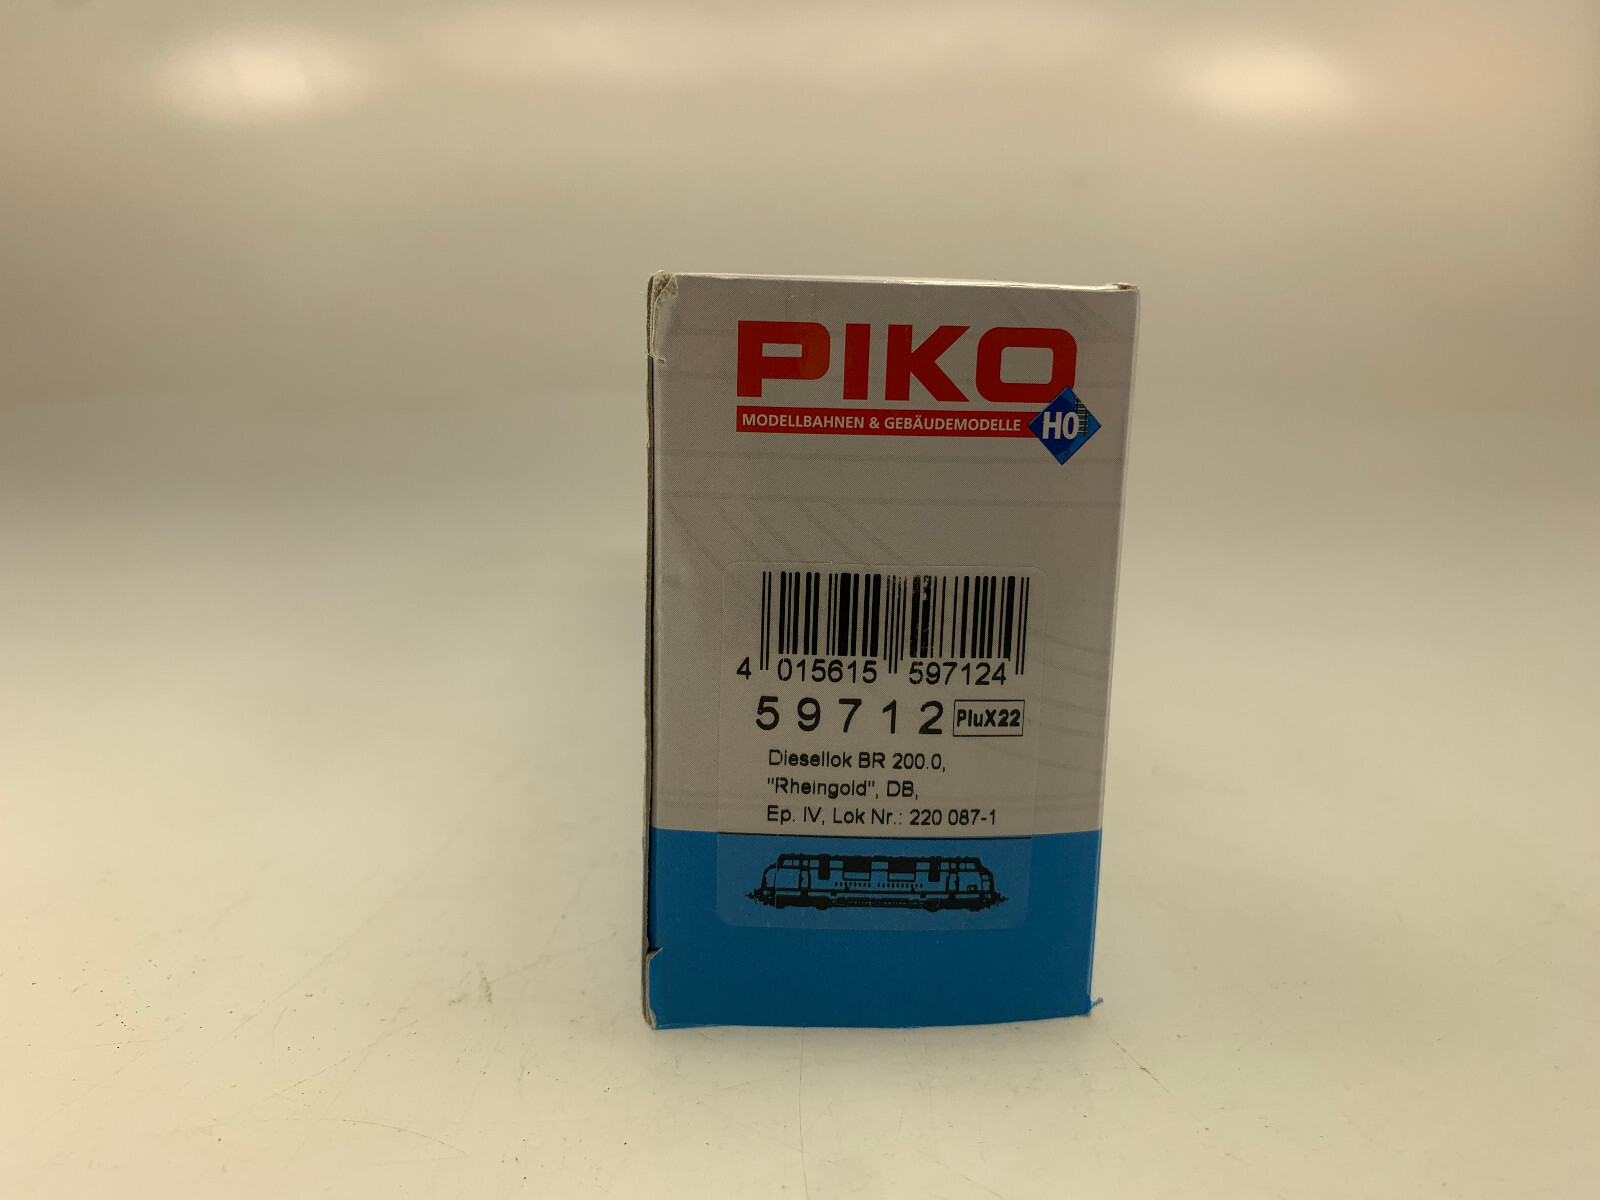 PIKO
MODELLBAHNEN & GEBÄUDEMODELLE H0
4 015615 597124
59712 PluX22
Diesellok BR 200.0,
"Rheingold", DB,
Ep. IV, Lok Nr.: 220 087-1